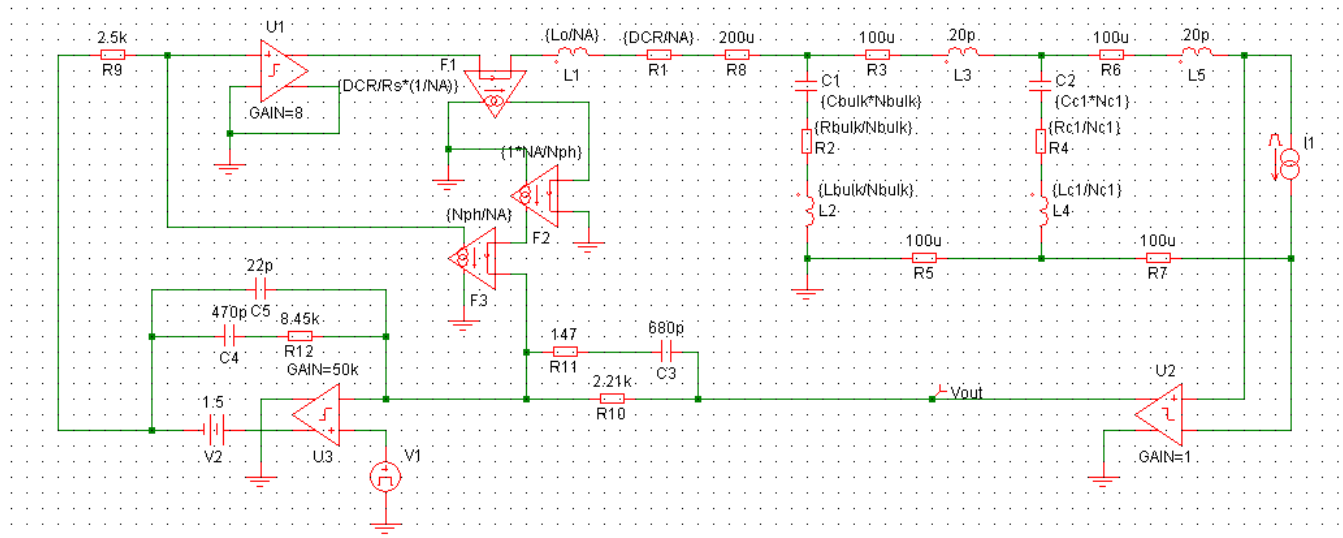 U1
{Lo/NA}
{DCR/NA}
200u
100u
20p
100u
20p
2.5k
R9
F1
L1
R1
R8
R3
L3
R6
L5
{DCR/Rs*(1/NA)}
GAIN=8
C1
{Cbulk*Nbulk}
C2
{Cc1*Nc1}
{Rbulk/Nbulk}
R2
{Rc1/Nc1}
R4
I1
{1*NA/Nph}
{Lbulk/Nbulk}
L2
{Lc1/Nc1}
L4
{Nph/NA}
F2
100u
R5
100u
R7
22p
C5
F3
470p
C4
8.45k
R12
147
R11
680p
C3
GAIN=50k
2.21k
R10
Vout
U2
1.5
V2
U3
V1
GAIN=1